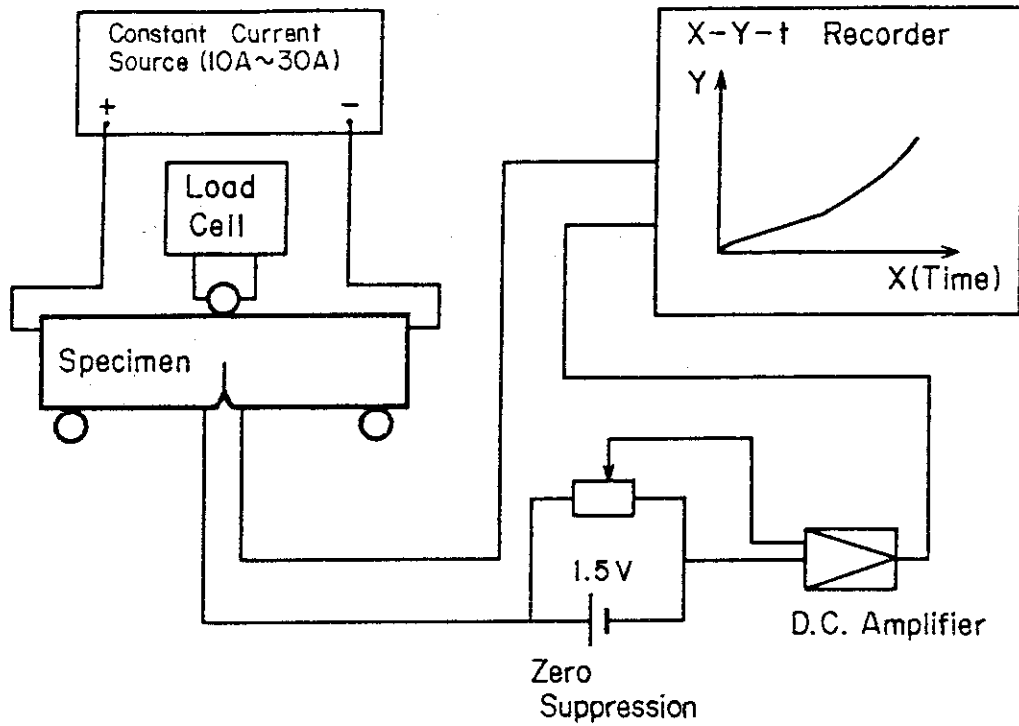 Constant Current
Source (10A~30A)
+
−
Load
Cell
Specimen
X-Y-t Recorder
Y
X(Time)
1.5V
D.C. Amplifier
Zero
Suppression